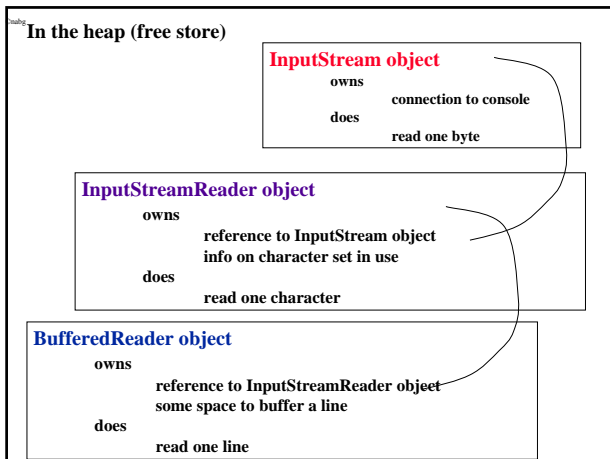 ©nabg
In the heap (free store)
InputStream object
owns
connection to console
does
read one byte
InputStreamReader object
owns
reference to InputStream object
info on character set in use
does
read one character
BufferedReader object
owns
reference to InputStreamReader object
some space to buffer a line
does
read one line